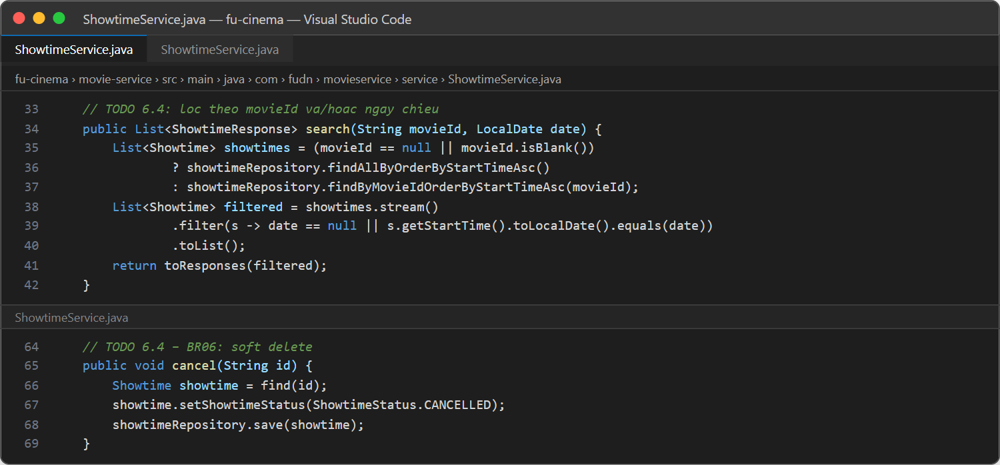 ShowtimeService.java — fu-cinema — Visual Studio Code
ShowtimeService.java ShowtimeService.java
fu-cinema › movie-service › src › main › java › com › fudn › movieservice › service › ShowtimeService.java
33 // TODO 6.4: loc theo movieId va/hoac ngay chieu
34 public List<ShowtimeResponse> search(String movieId, LocalDate date) {
35 List<Showtime> showtimes = (movieId == null || movieId.isBlank())
36 ? showtimeRepository.findAllByOrderByStartTimeAsc()
37 : showtimeRepository.findByMovieIdOrderByStartTimeAsc(movieId);
38 List<Showtime> filtered = showtimes.stream()
39 .filter(s -> date == null || s.getStartTime().toLocalDate().equals(date))
40 .toList();
41 return toResponses(filtered);
42 }
ShowtimeService.java
64 // TODO 6.4 – BR06: soft delete
65 public void cancel(String id) {
66 Showtime showtime = find(id);
67 showtime.setShowtimeStatus(ShowtimeStatus.CANCELLED);
68 showtimeRepository.save(showtime);
69 }